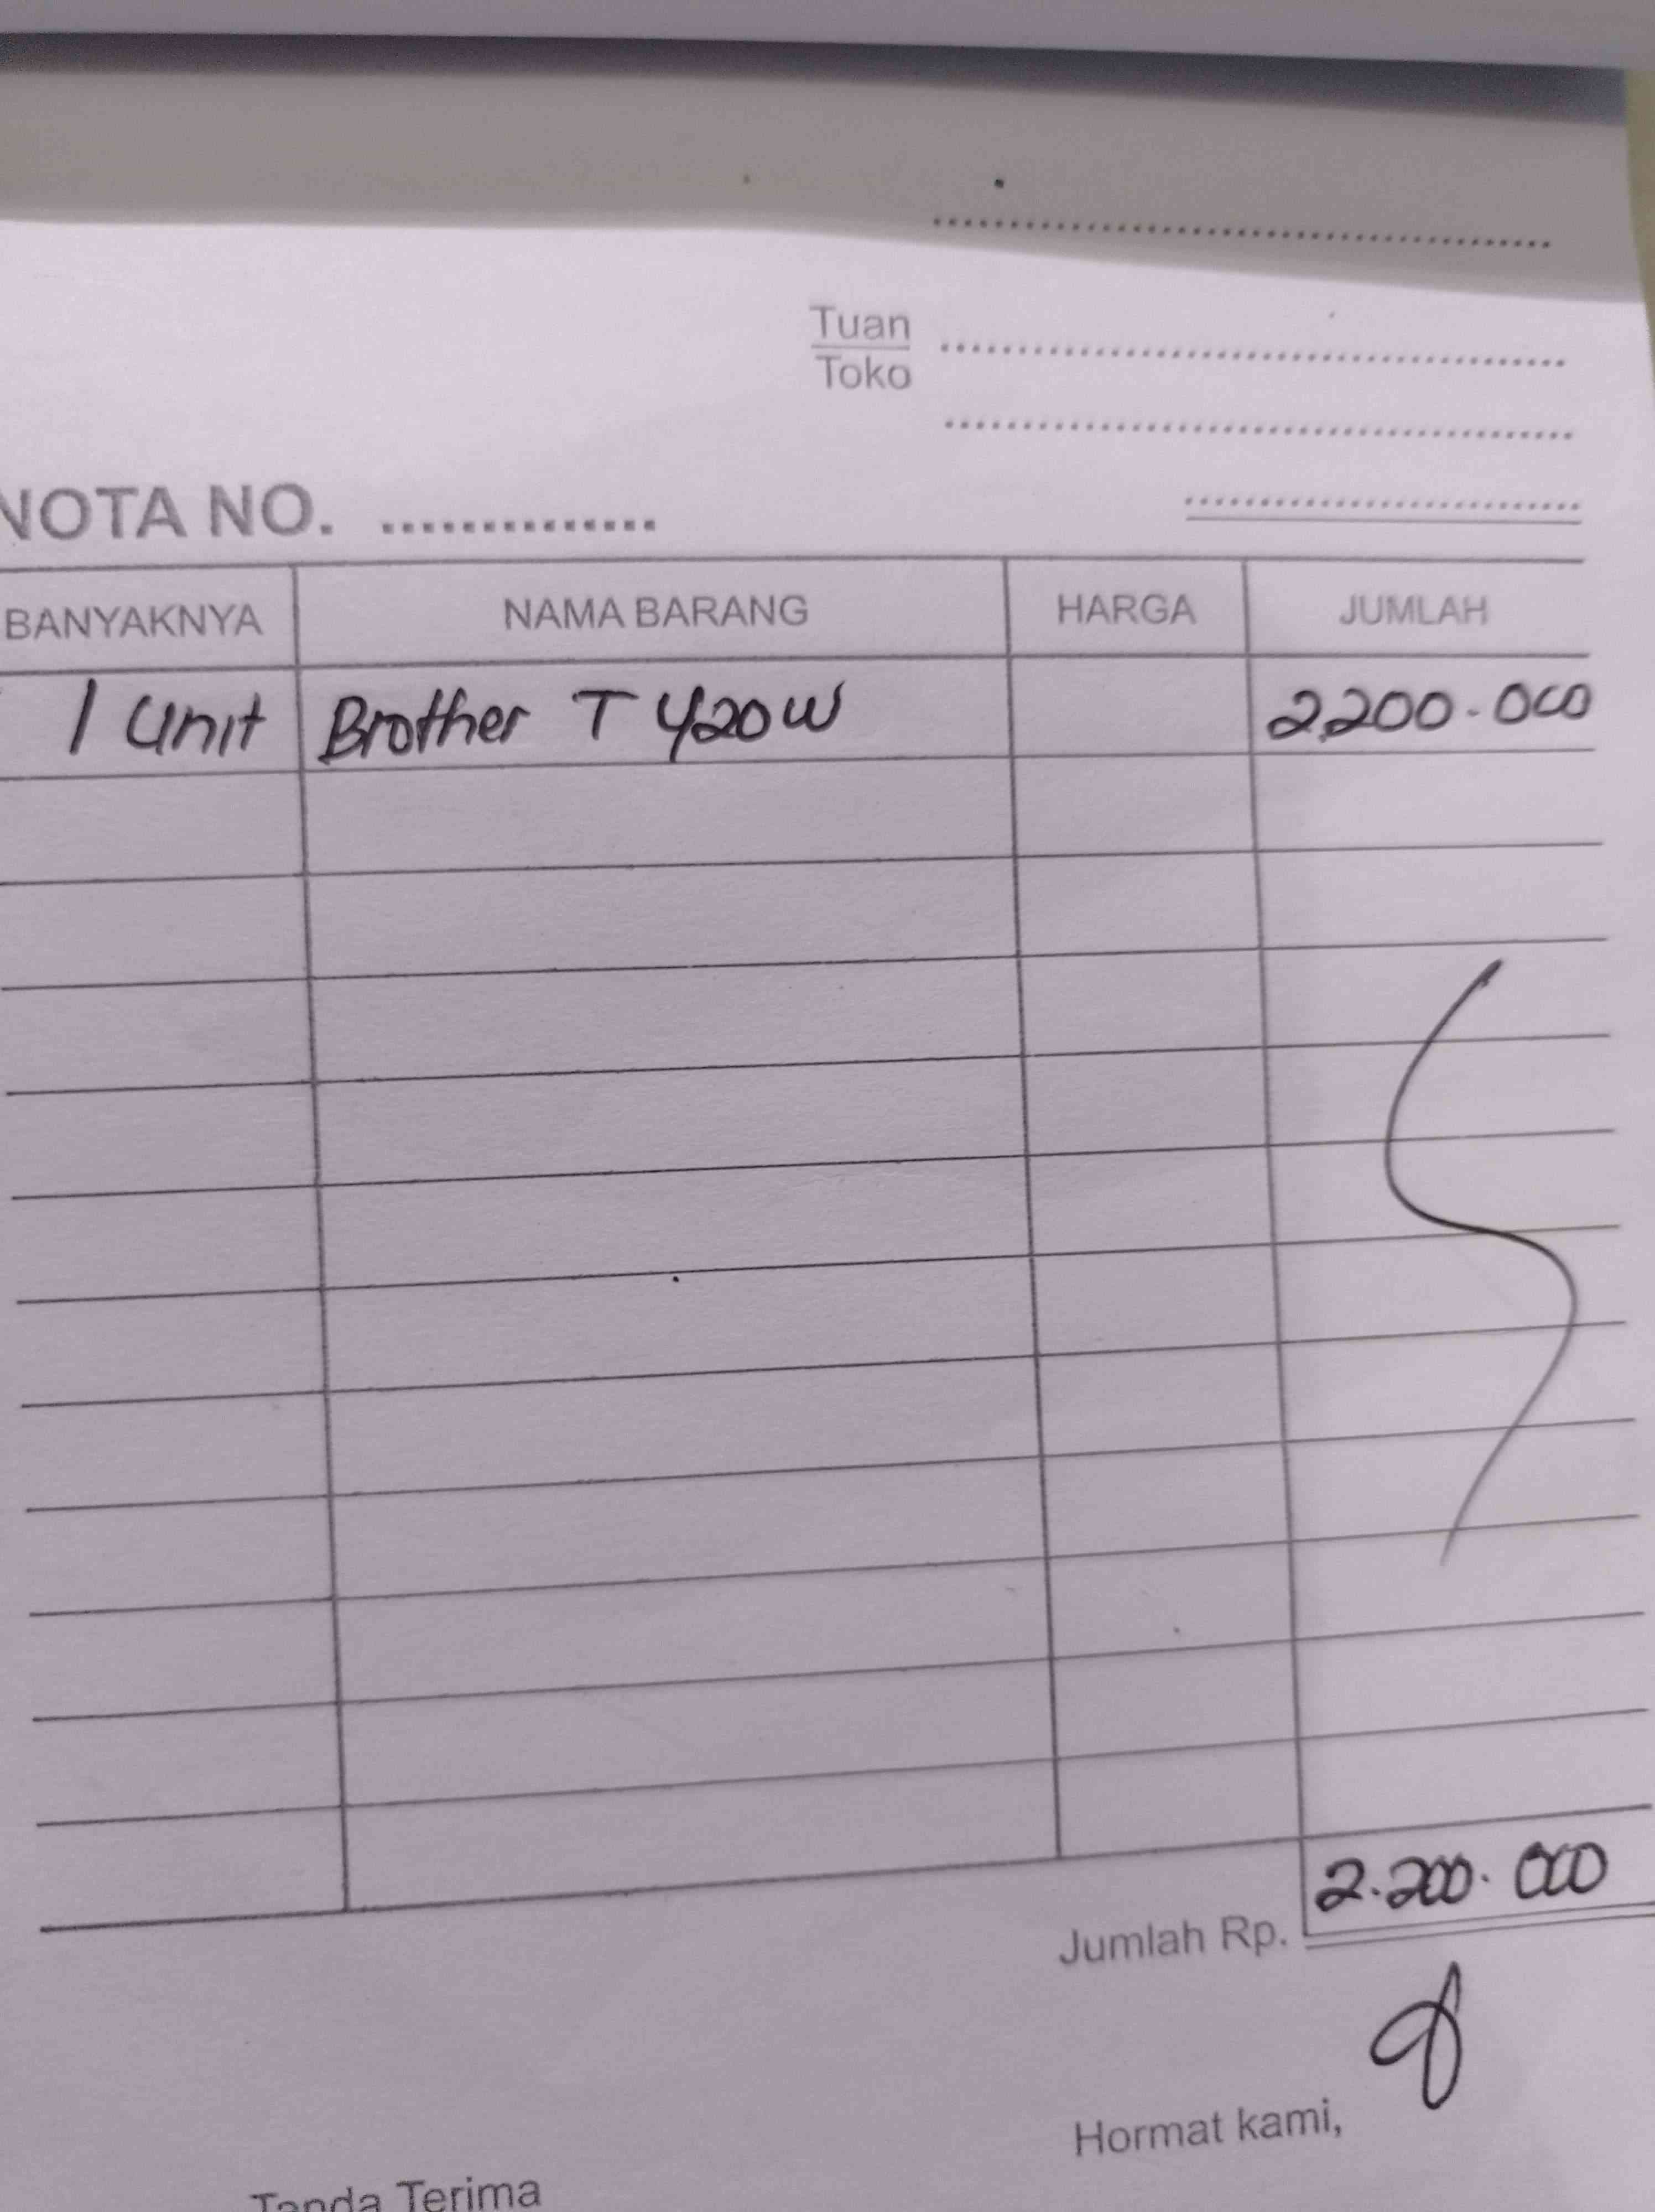 Tuan
Toko
NOTA NO. ..............
BANYAKNYA NAMA BARANG HARGA JUMLAH
1 Unit Brother T 420W 2.200.000
Jumlah Rp. 2.200.000
Hormat kami,
Tanda Terima